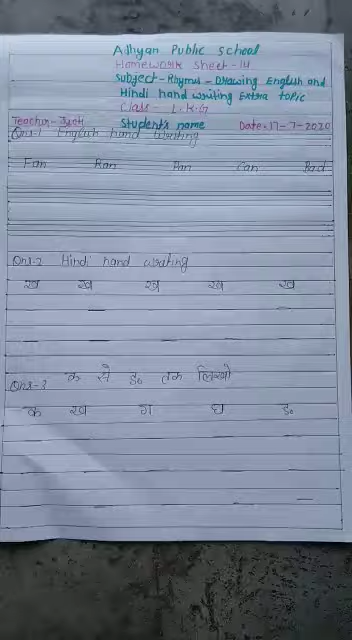 Adhyan Public school
Homework sheet-14
subject-Rhymes-Drawing English and
Hindi hand writing Extra topic
Class- L.K.G
Teacher-Jyoti Student's name Date-17-7-2020
Qns-1 English hand writing
Fan Ran Pan Can Bad
Qns-2 Hindi hand writing
ख ख ख ख ख
Qns-3 क से ङ तक लिखो
क ख ग घ ङ